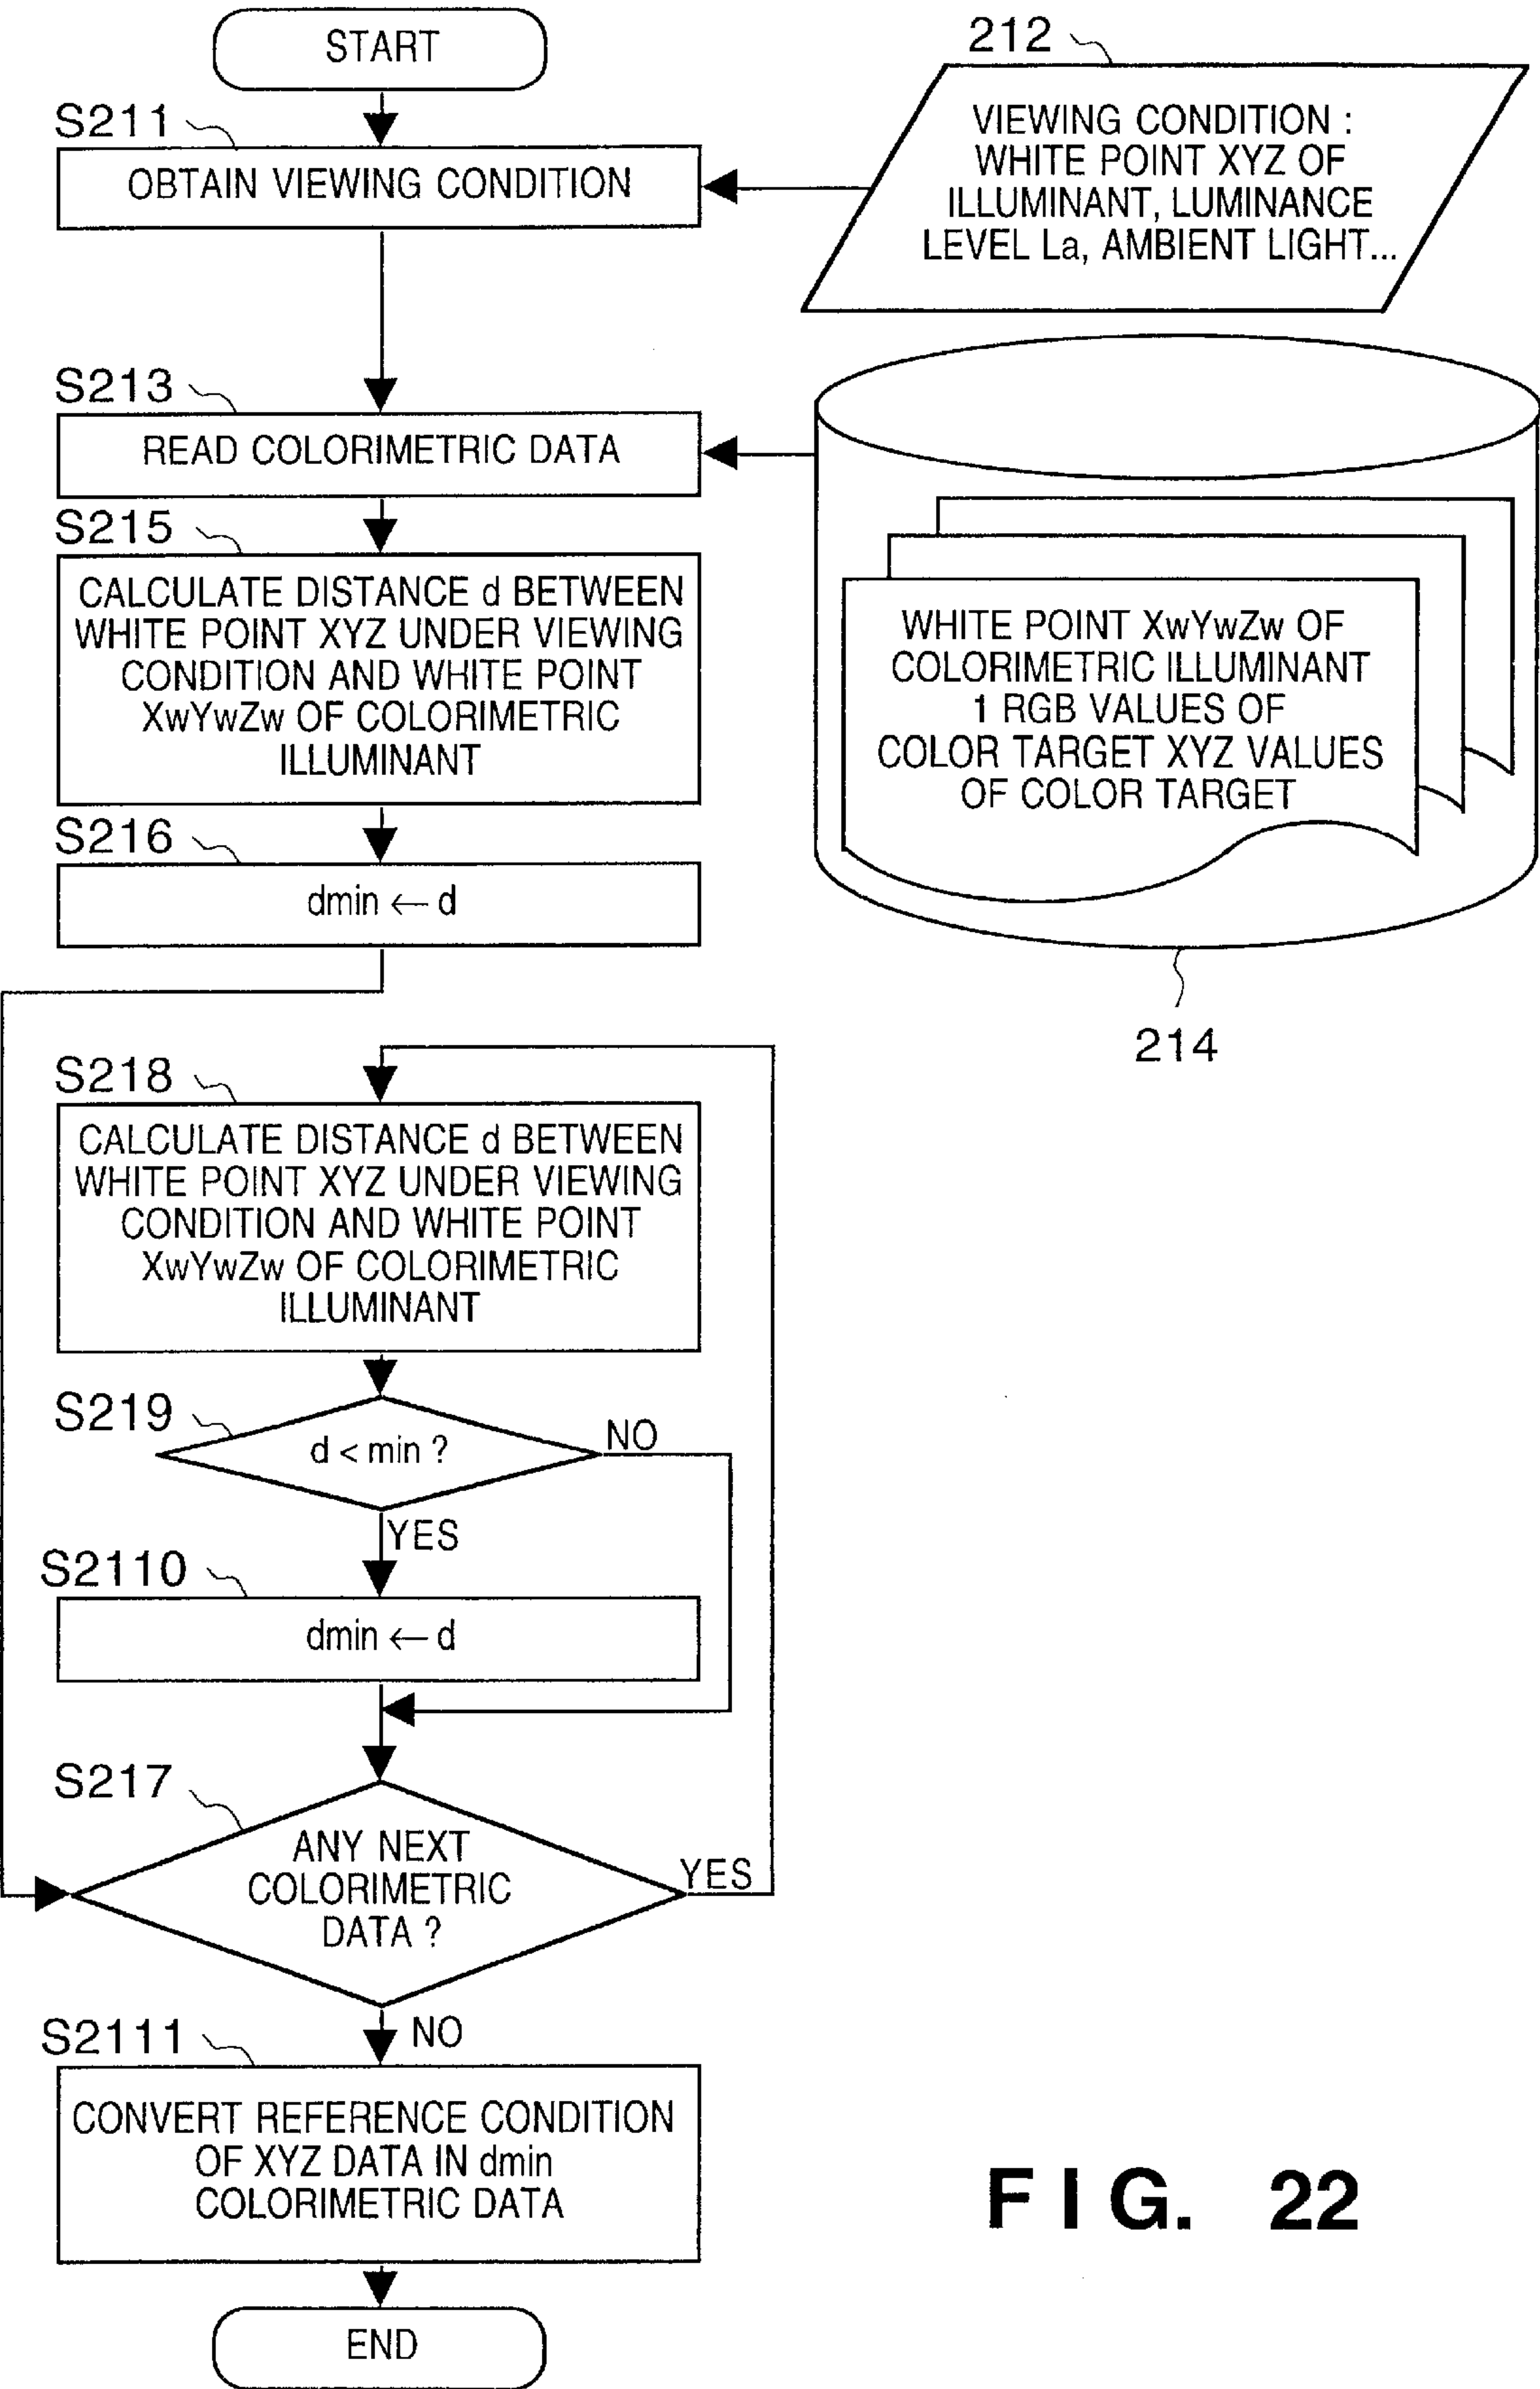 START
212
S211
OBTAIN VIEWING CONDITION
VIEWING CONDITION :
WHITE POINT XYZ OF
ILLUMINANT, LUMINANCE
LEVEL La, AMBIENT LIGHT...
S213
READ COLORIMETRIC DATA
S215
CALCULATE DISTANCE d BETWEEN
WHITE POINT XYZ UNDER VIEWING
CONDITION AND WHITE POINT
XwYwZw OF COLORIMETRIC
ILLUMINANT
WHITE POINT XwYwZw OF
COLORIMETRIC ILLUMINANT
1 RGB VALUES OF
COLOR TARGET XYZ VALUES
OF COLOR TARGET
S216
dmin ← d
214
S218
CALCULATE DISTANCE d BETWEEN
WHITE POINT XYZ UNDER VIEWING
CONDITION AND WHITE POINT
XwYwZw OF COLORIMETRIC
ILLUMINANT
S219
d < min ?
NO
YES
S2110
dmin ← d
S217
ANY NEXT
COLORIMETRIC
DATA ?
YES
NO
S2111
CONVERT REFERENCE CONDITION
OF XYZ DATA IN dmin
COLORIMETRIC DATA
END
FIG. 22